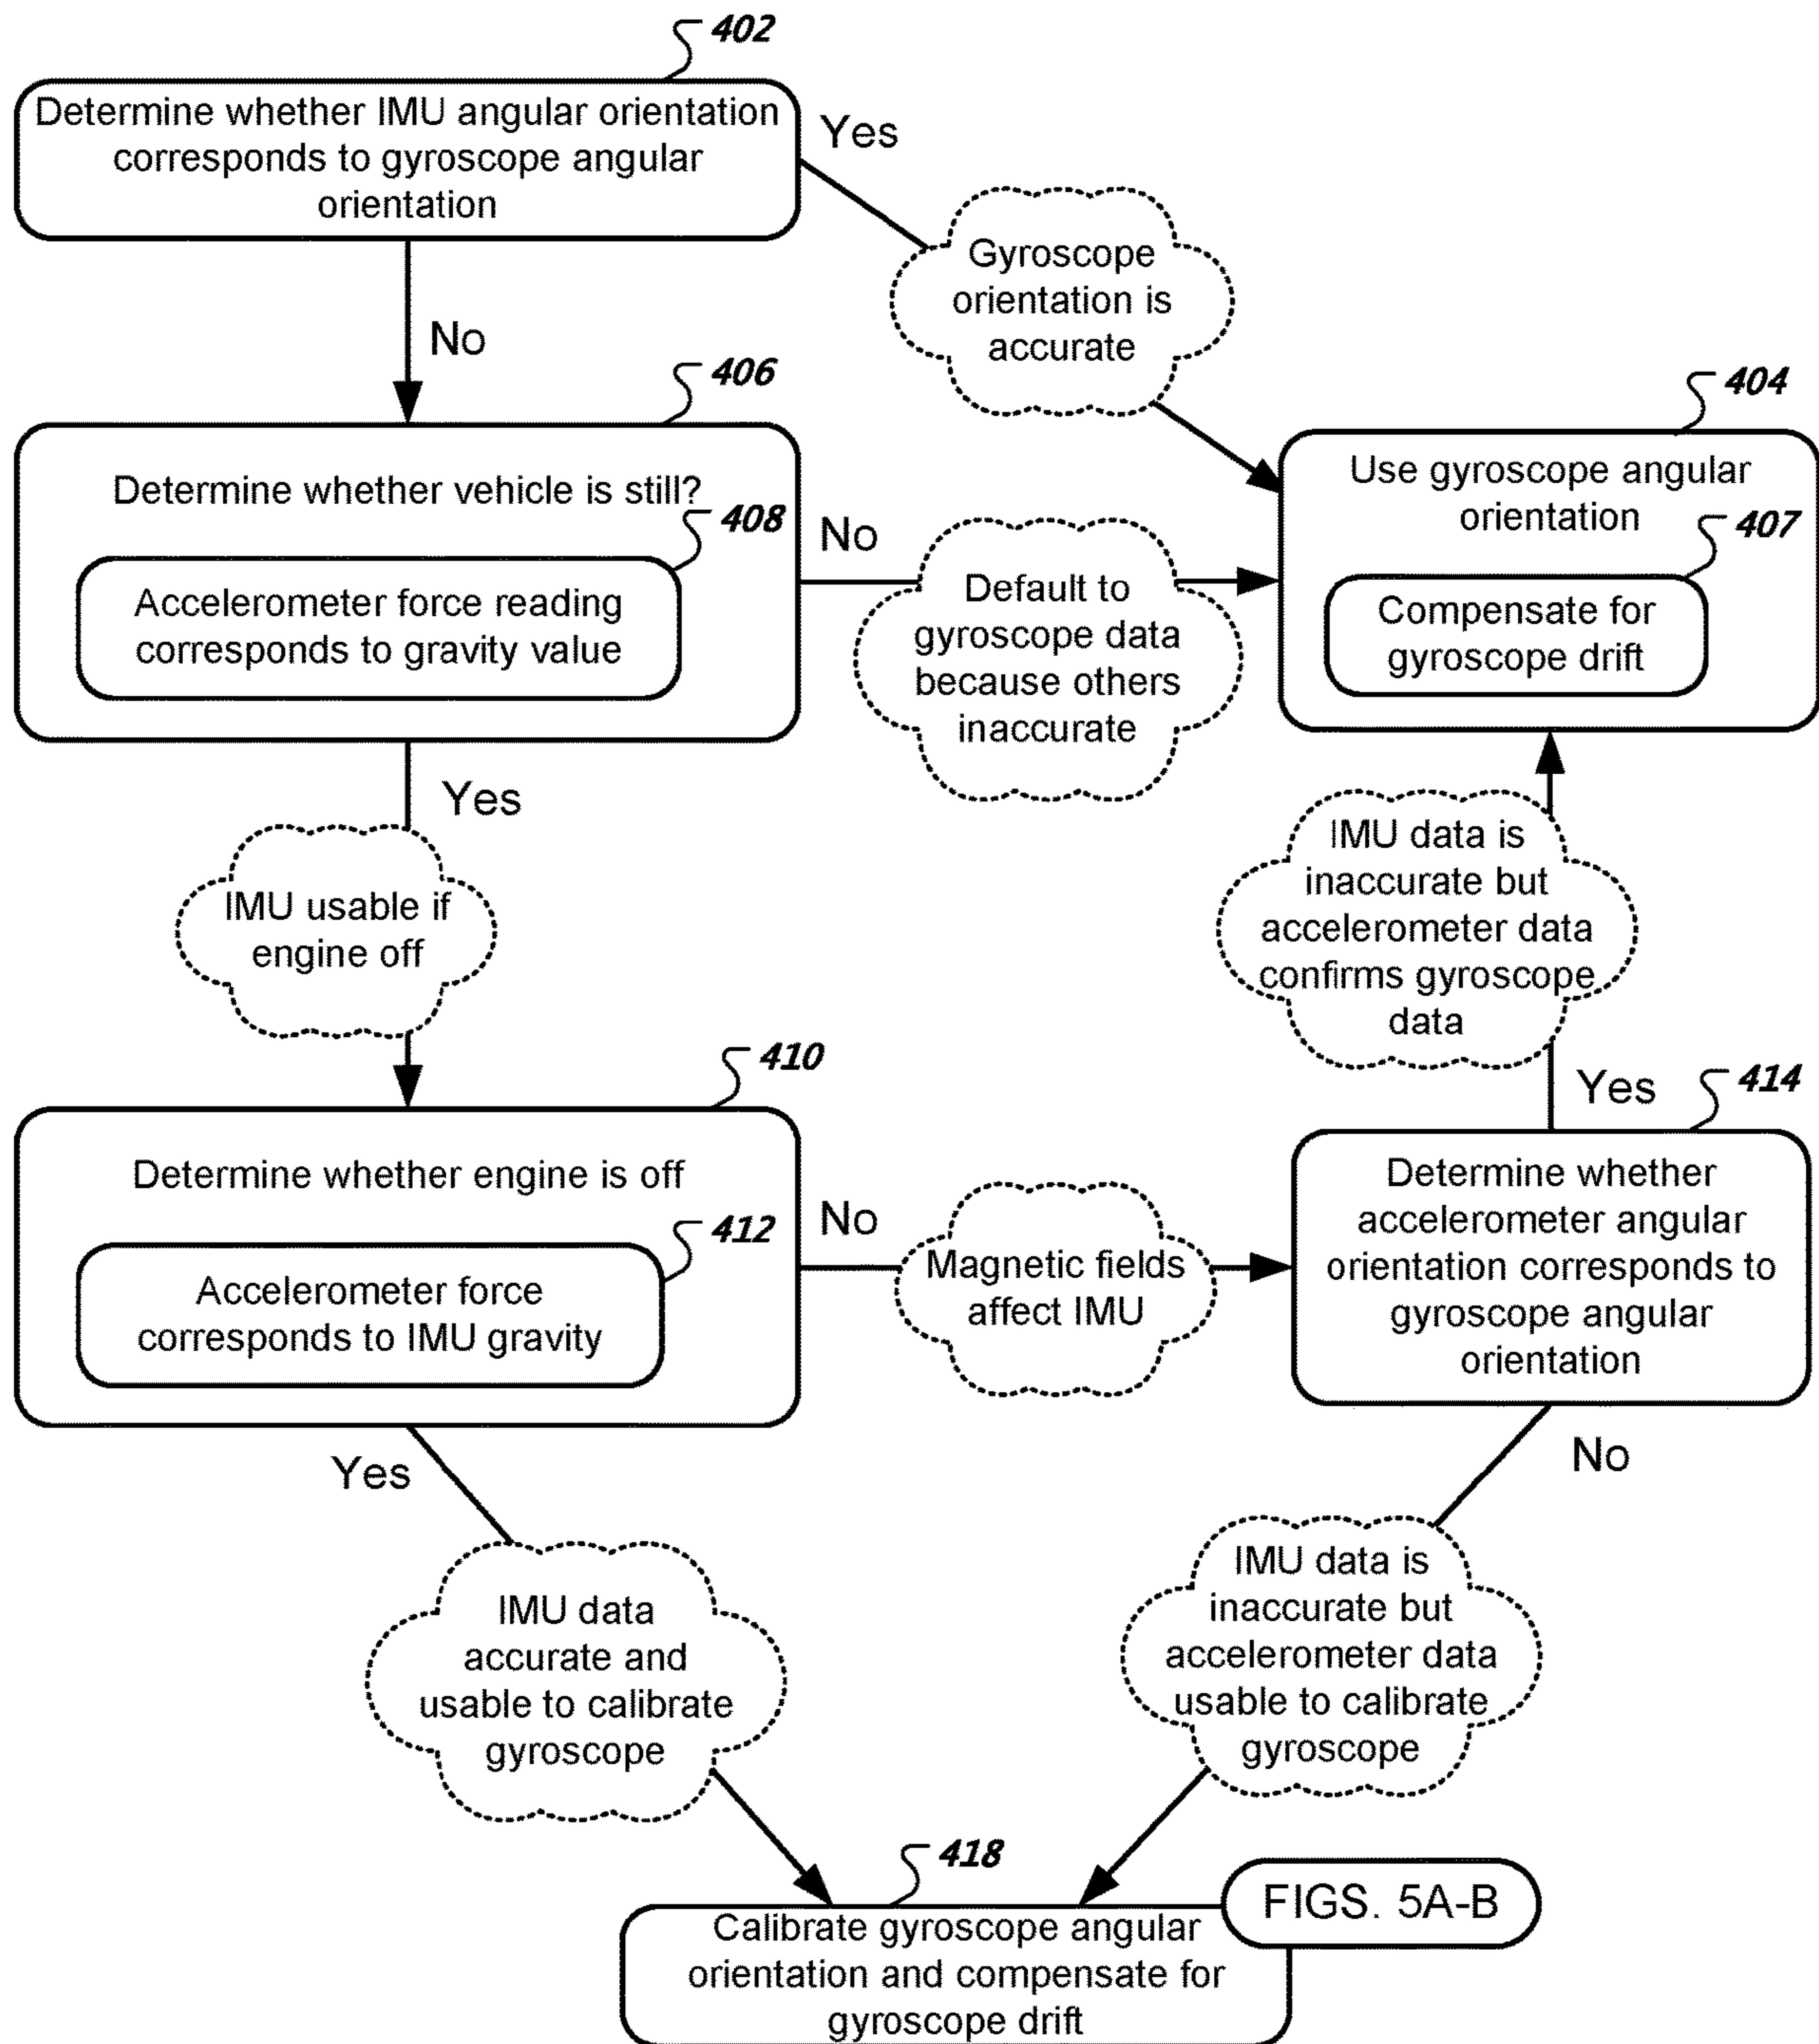 402
Determine whether IMU angular orientation
corresponds to gyroscope angular
orientation
Yes
Gyroscope
orientation is
accurate
No
406
Determine whether vehicle is still?
408
Accelerometer force reading
corresponds to gravity value
No
Default to
gyroscope data
because others
inaccurate
404
Use gyroscope angular
orientation
407
Compensate for
gyroscope drift
Yes
IMU usable if
engine off
IMU data is
inaccurate but
accelerometer data
confirms gyroscope
data
Yes
410
Determine whether engine is off
412
Accelerometer force
corresponds to IMU gravity
No
Magnetic fields
affect IMU
414
Determine whether
accelerometer angular
orientation corresponds to
gyroscope angular
orientation
Yes
IMU data
accurate and
usable to calibrate
gyroscope
No
IMU data is
inaccurate but
accelerometer data
usable to calibrate
gyroscope
418
FIGS. 5A-B
Calibrate gyroscope angular
orientation and compensate for
gyroscope drift